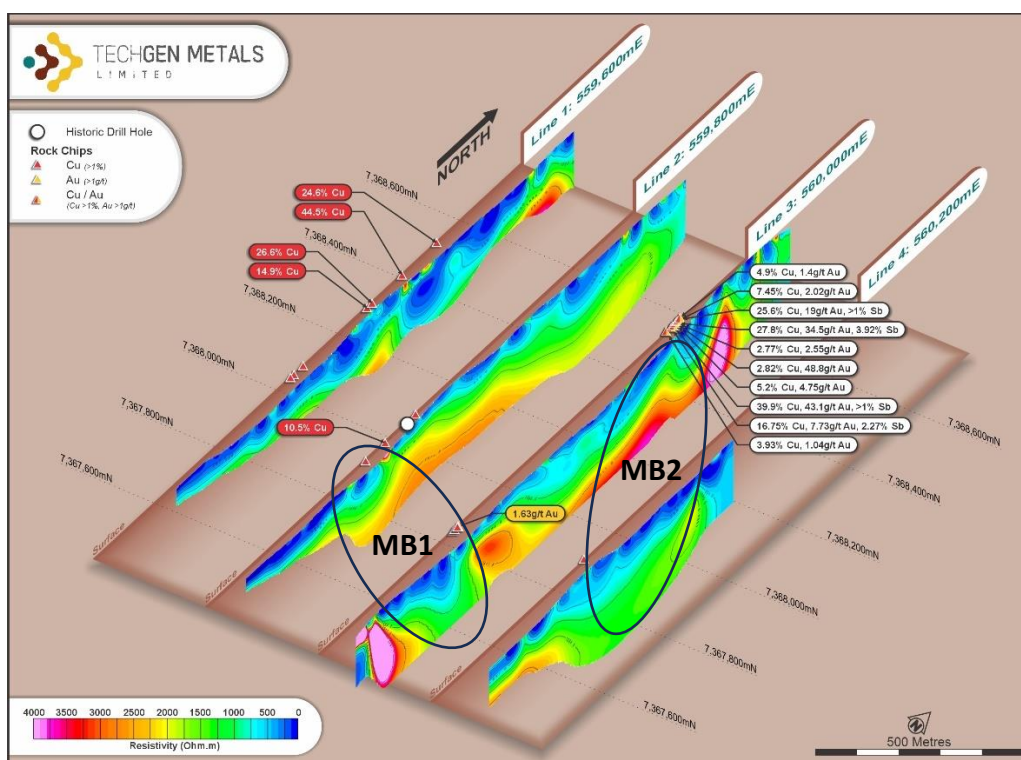 TECHGEN METALS
LIMITED
Historic Drill Hole
Rock Chips
Cu (>1%)
Au (>1g/t)
Cu / Au
(Cu >1%, Au >1g/t)
NORTH
Line 1: 559,600mE
Line 2: 559,800mE
Line 3: 560,000mE
Line 4: 560,200mE
7,368,600mN
7,368,400mN
7,368,200mN
7,368,000mN
7,367,800mN
7,367,600mN
24.6% Cu
44.5% Cu
26.6% Cu
14.9% Cu
10.5% Cu
1.63g/t Au
4.9% Cu, 1.4g/t Au
7.45% Cu, 2.02g/t Au
25.6% Cu, 19g/t Au, >1% Sb
27.8% Cu, 34.5g/t Au, 3.92% Sb
2.77% Cu, 2.55g/t Au
2.82% Cu, 48.8g/t Au
5.2% Cu, 4.75g/t Au
39.9% Cu, 43.1g/t Au, >1% Sb
16.75% Cu, 7.73g/t Au, 2.27% Sb
3.93% Cu, 1.04g/t Au
MB1
MB2
7,368,600mN
7,368,400mN
7,368,200mN
7,368,000mN
7,367,800mN
7,367,600mN
Surface
Surface
Surface
Surface
4000 3500 3000 2500 2000 1500 1000 500 0
Resistivity (Ohm.m)
N
500 Metres